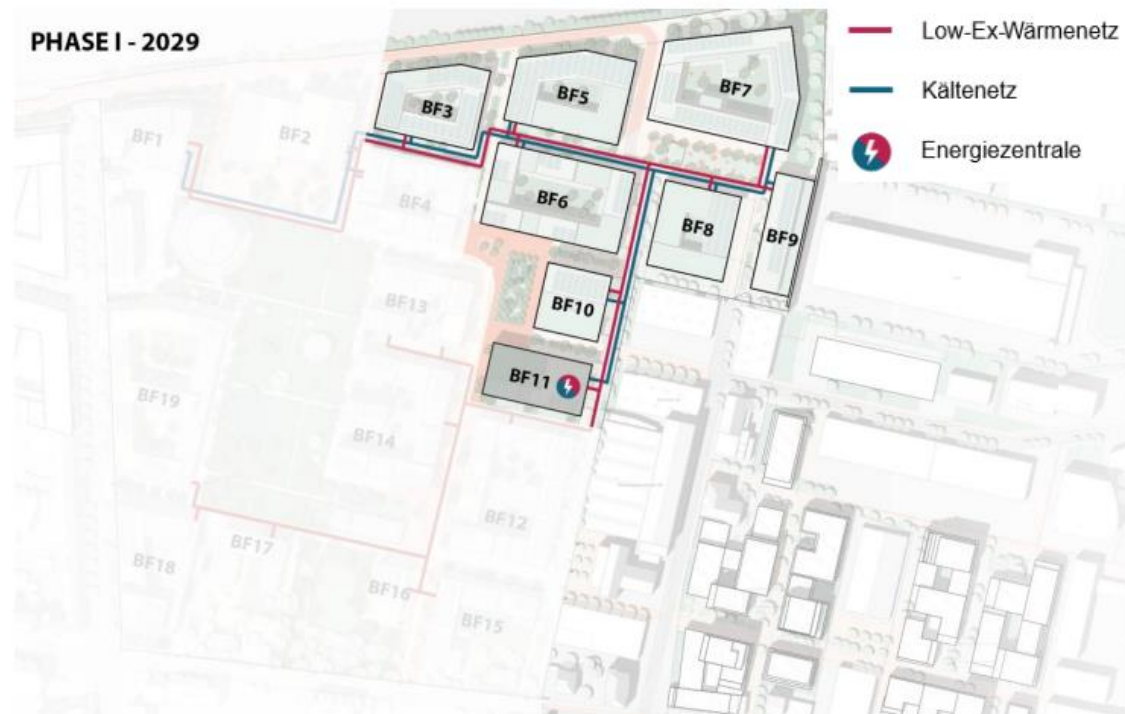 PHASE I - 2029
Low-Ex-Wärmenetz
Kältenetz
Energiezentrale
BF1
BF2
BF3
BF5
BF7
BF4
BF6
BF8
BF9
BF13
BF10
BF11
BF19
BF14
BF12
BF18
BF17
BF16
BF15